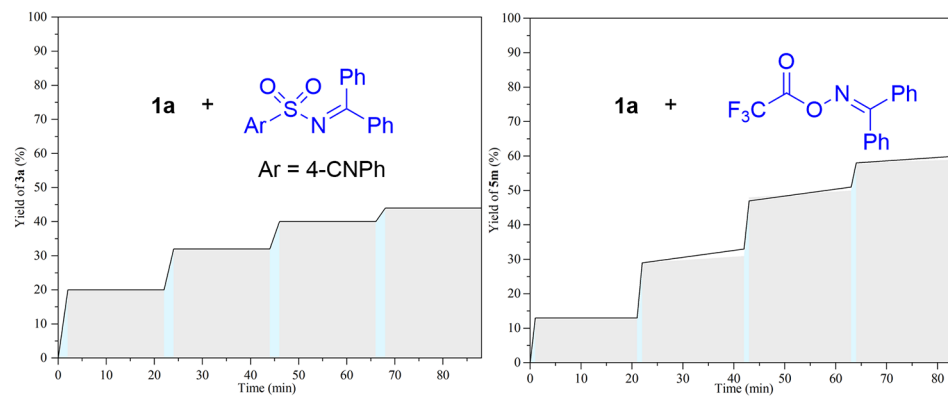 100
90
80
70
60
50
40
30
20
10
0
Yield of 3a (%)
0 10 20 30 40 50 60 70 80
Time (min)
1a +
O O
S
Ar N
Ph
Ph
Ar = 4-CNPh
100
90
80
70
60
50
40
30
20
10
0
Yield of 5m (%)
0 10 20 30 40 50 60 70 80
Time (min)
1a +
O
F3C O N
Ph
Ph